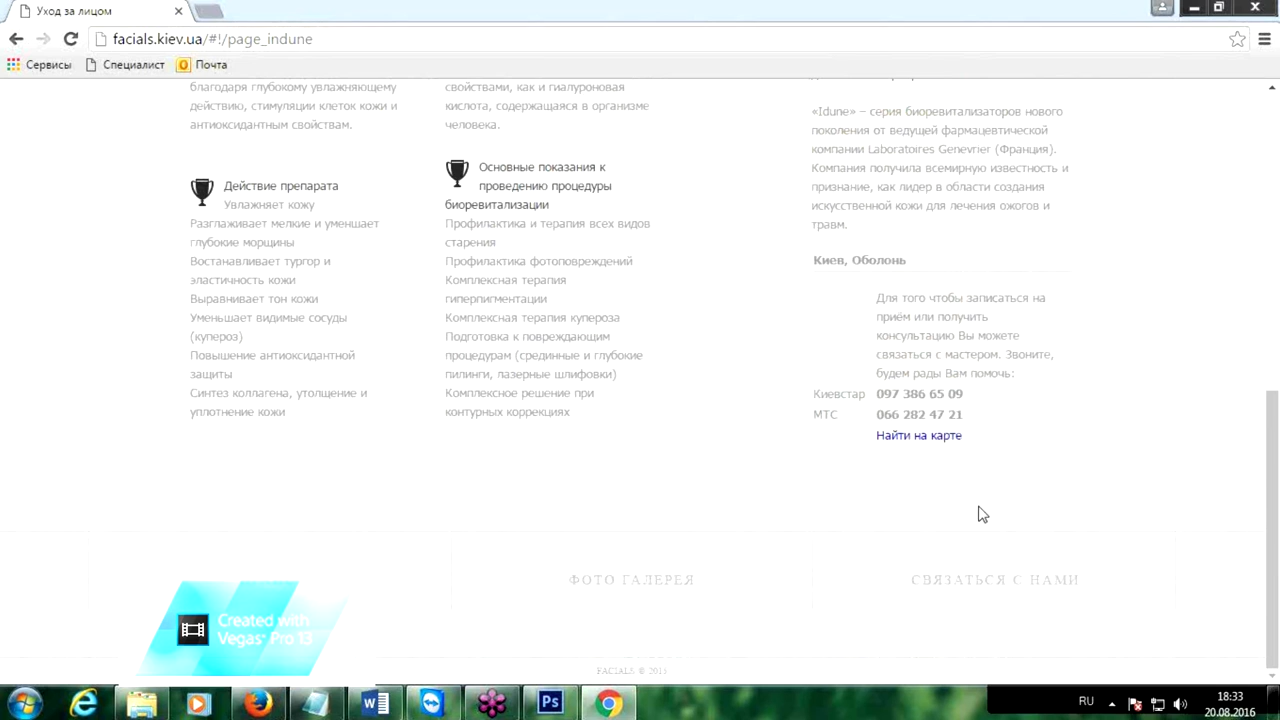 Уход за лицом
facials.kiev.ua/#!/page_indune
Сервисы
Специалист
Почта
благодаря глубокому увлажняющему
действию, стимуляции клеток кожи и
антиоксидантным свойствам.
Действие препарата
Увлажняет кожу
Разглаживает мелкие и уменьшает
глубокие морщины
Востанавливает тургор и
эластичность кожи
Выравнивает тон кожи
Уменьшает видимые сосуды
(купероз)
Повышение антиоксидантной
защиты
Синтез коллагена, утолщение и
уплотнение кожи
свойствами, как и гиалуроновая
кислота, содержащаяся в организме
человека.
Основные показания к
проведению процедуры
биоревитализации
Профилактика и терапия всех видов
старения
Профилактика фотоповреждений
Комплексная терапия
гиперпигментации
Комплексная терапия купероза
Подготовка к повреждающим
процедурам (срединные и глубокие
пилинги, лазерные шлифовки)
Комплексное решение при
контурных коррекциях
«Idune» – серия биоревитализаторов нового
поколения от ведущей фармацевтической
компании Laboratoires Genevrier (Франция).
Компания получила всемирную известность и
признание, как лидер в области создания
искусственной кожи для лечения ожогов и
травм.
Киев, Оболонь
Для того чтобы записаться на
приём или получить
консультацию Вы можете
связаться с мастером. Звоните,
будем рады Вам помочь:
Киевстар 097 386 65 09
МТС 066 282 47 21
Найти на карте
ФОТО ГАЛЕРЕЯ
СВЯЗАТЬСЯ С НАМИ
Created with
Vegas Pro 13
FACIALS ©
RU
18:33
20.08.2016